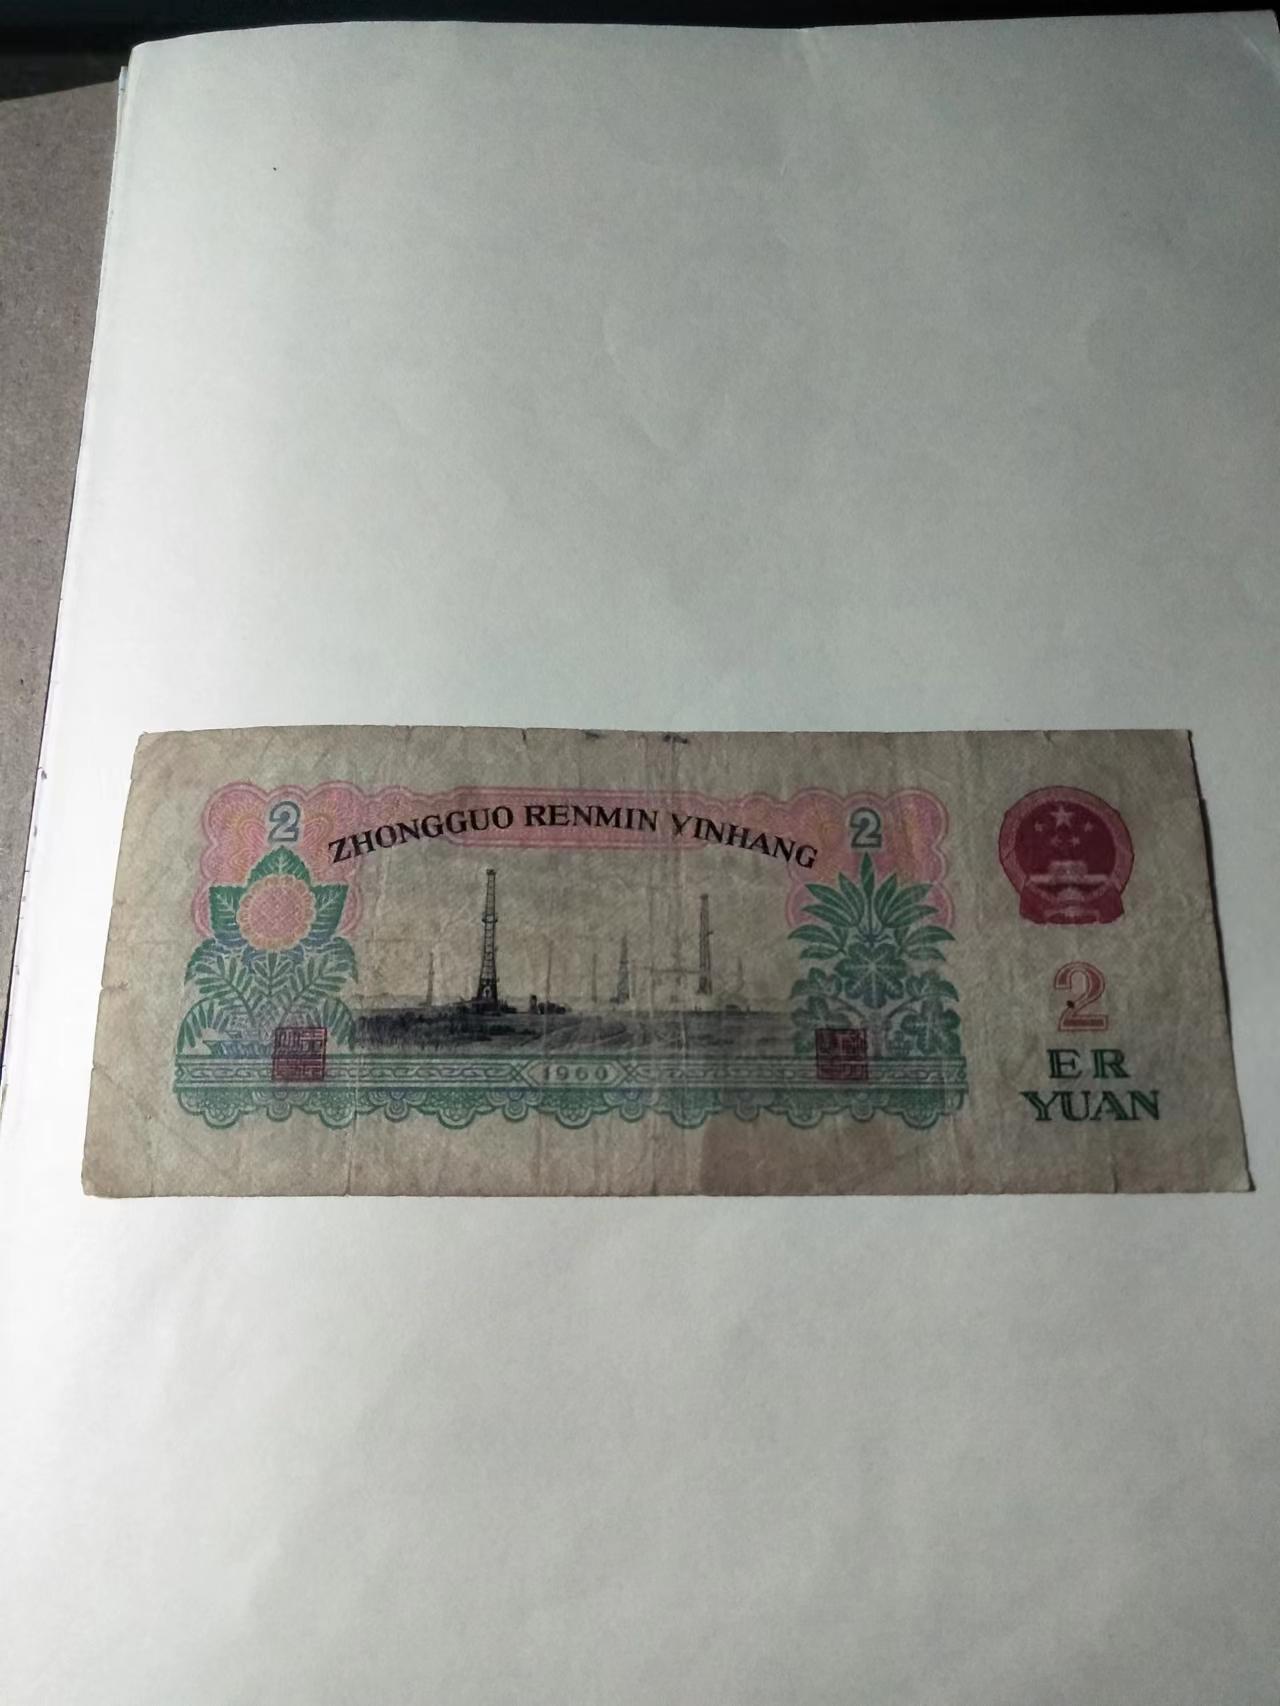 2 ZHONGGUO RENMIN YINHANG 2
1960
2
ER
YUAN